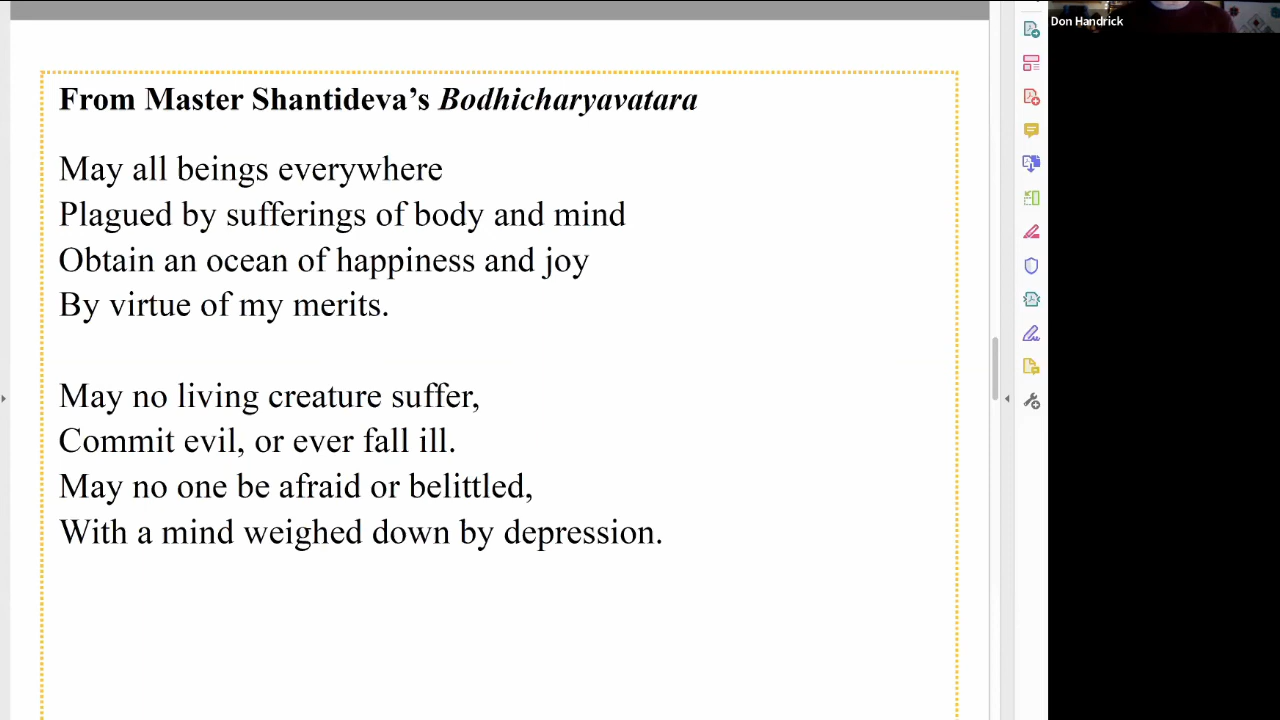 From Master Shantideva’s Bodhicharyavatara
May all beings everywhere
Plagued by sufferings of body and mind
Obtain an ocean of happiness and joy
By virtue of my merits.
May no living creature suffer,
Commit evil, or ever fall ill.
May no one be afraid or belittled,
With a mind weighed down by depression.
Don Handrick